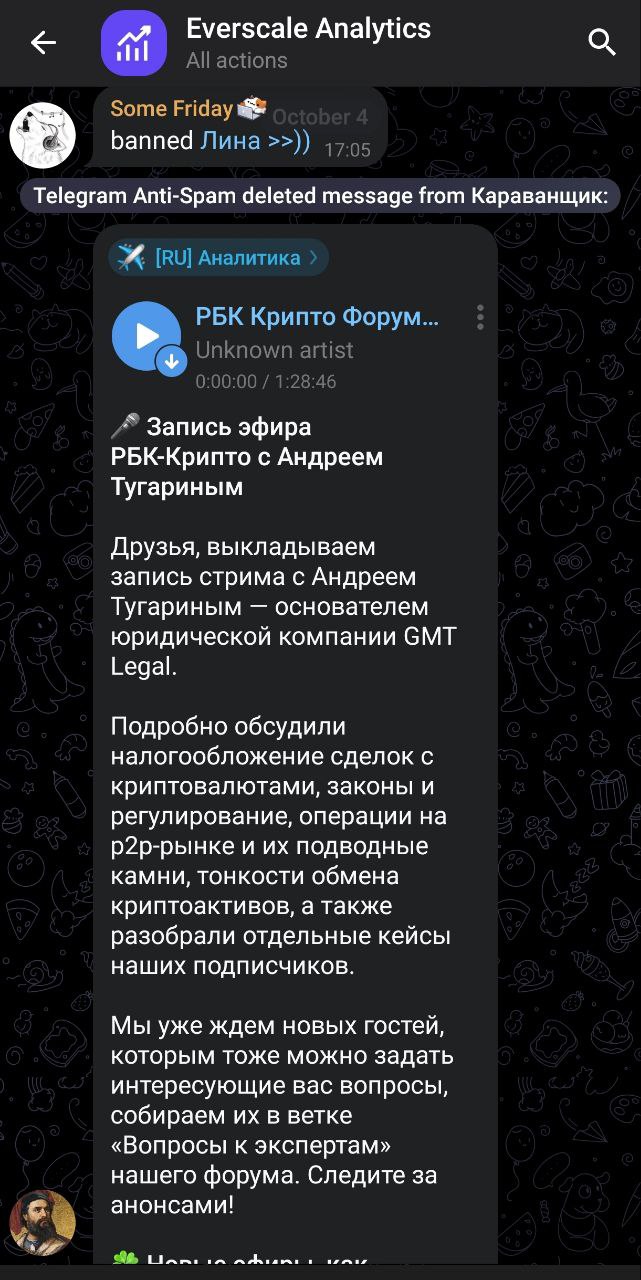 Everscale Analytics
All actions
Some Friday
October 4
banned Лина >>))
17:05
Telegram Anti-Spam deleted message from Караванщик:
[RU] Аналитика
РБК Крипто Форум...
Unknown artist
0:00:00 / 1:28:46
Запись эфира
РБК-Крипто с Андреем
Тугариным
Друзья, выкладываем
запись стрима с Андреем
Тугариным — основателем
юридической компании GMT
Legal.
Подробно обсудили
налогообложение сделок с
криптовалютами, законы и
регулирование, операции на
p2p-рынке и их подводные
камни, тонкости обмена
криптоактивов, а также
разобрали отдельные кейсы
наших подписчиков.
Мы уже ждем новых гостей,
которым тоже можно задать
интересующие вас вопросы,
собираем их в ветке
«Вопросы к экспертам»
нашего форума. Следите за
анонсами!
Новые эфиры, как